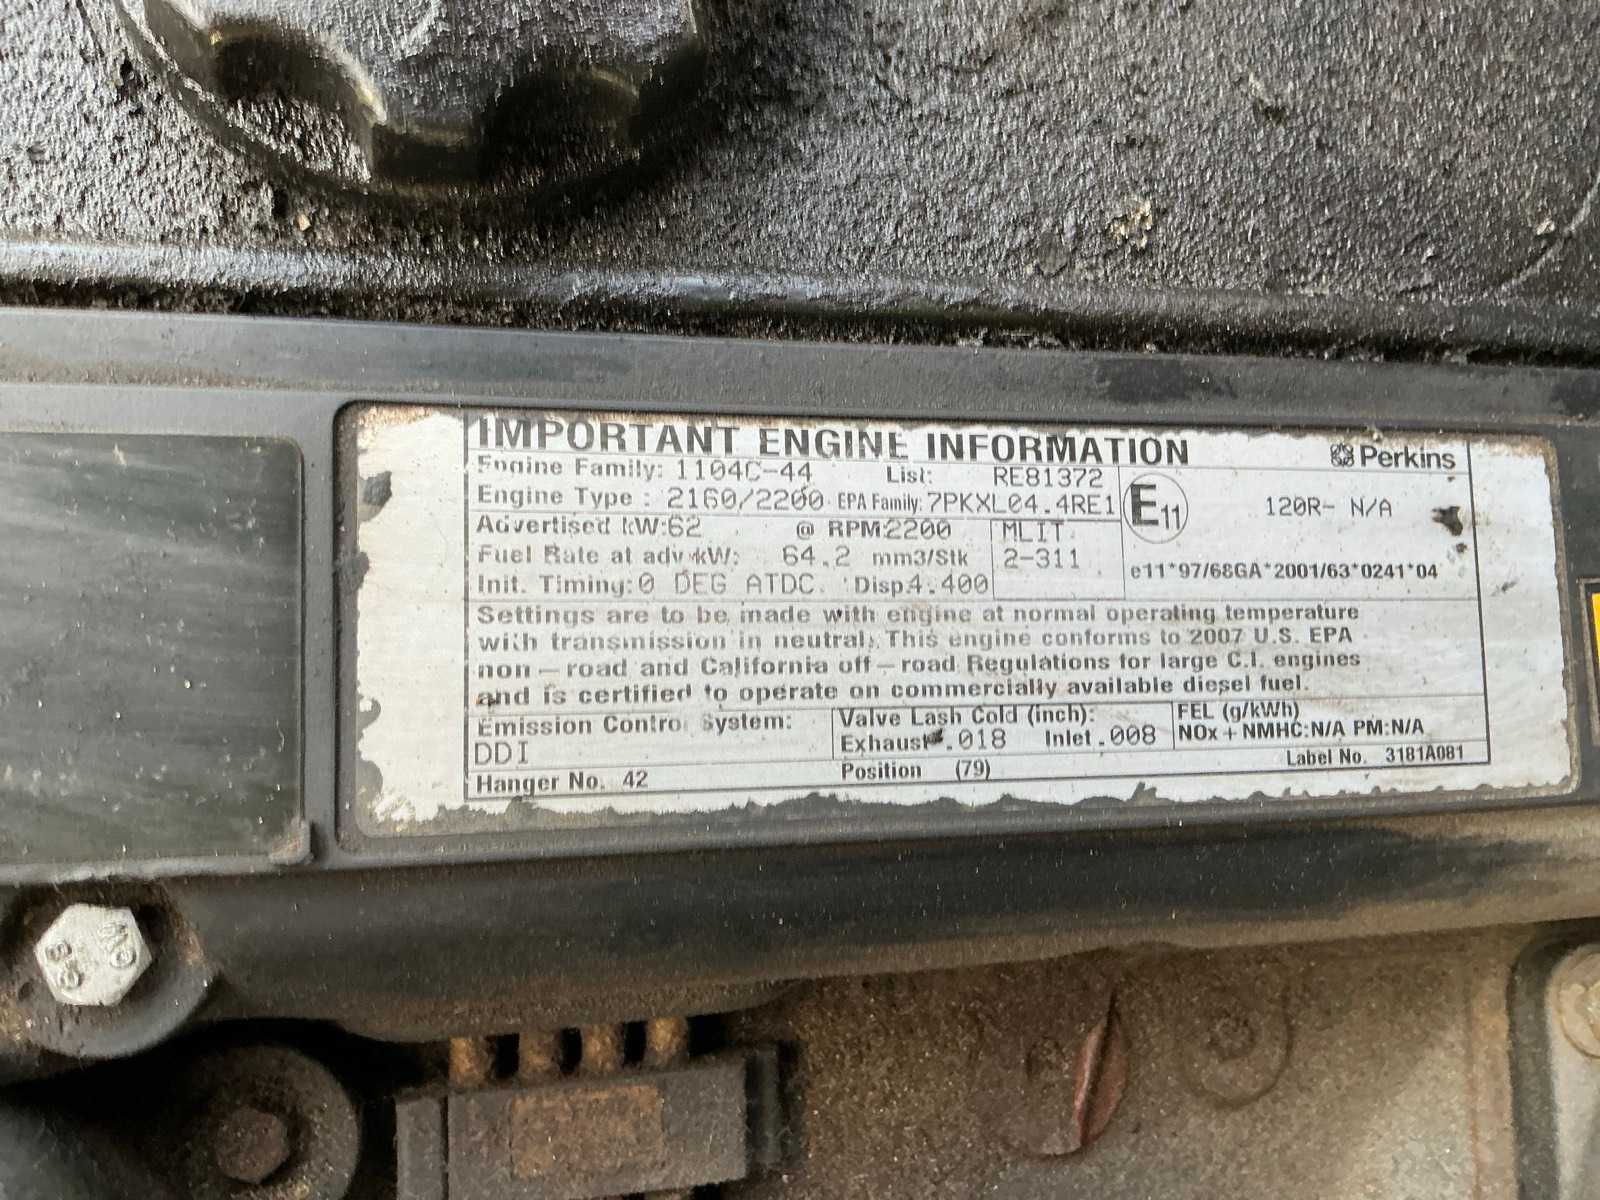 IMPORTANT ENGINE INFORMATION
Perkins
Engine Family: 1104C-44 List: RE81372
Engine Type : 2160/2200 EPA Family: 7PKXL04.4RE1
Advertised kW:62 @ RPM:2200
Fuel Rate at adv kW: 64.2 mm3/Stk
Init. Timing:0 DEG ATDC. Disp.4.400
MLIT
2-311
E11
120R- N/A
e11*97/68GA*2001/63*0241*04
Settings are to be made with engine at normal operating temperature
with transmission in neutral. This engine conforms to 2007 U.S. EPA
non-road and California off-road Regulations for large C.I. engines
and is certified to operate on commercially available diesel fuel.
Emission Control System:
DDI
Valve Lash Cold (inch):
Exhaust .018 Inlet .008
FEL (g/kWh)
NOx + NMHC:N/A PM:N/A
Hanger No. 42 Position (79) Label No. 3181A081
8.8